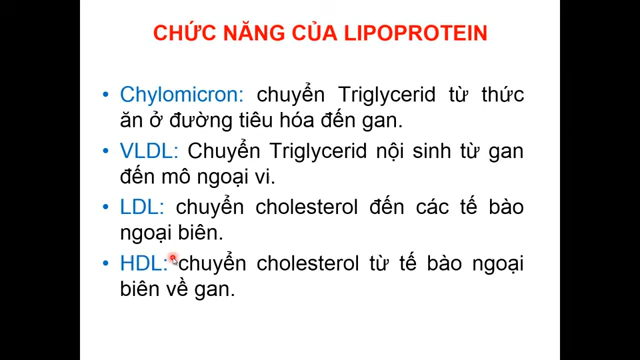 CHỨC NĂNG CỦA LIPOPROTEIN
• Chylomicron: chuyển Triglycerid từ thức
ăn ở đường tiêu hóa đến gan.
• VLDL: Chuyển Triglycerid nội sinh từ gan
đến mô ngoại vi.
• LDL: chuyển cholesterol đến các tế bào
ngoại biên.
• HDL: chuyển cholesterol từ tế bào ngoại
biên về gan.